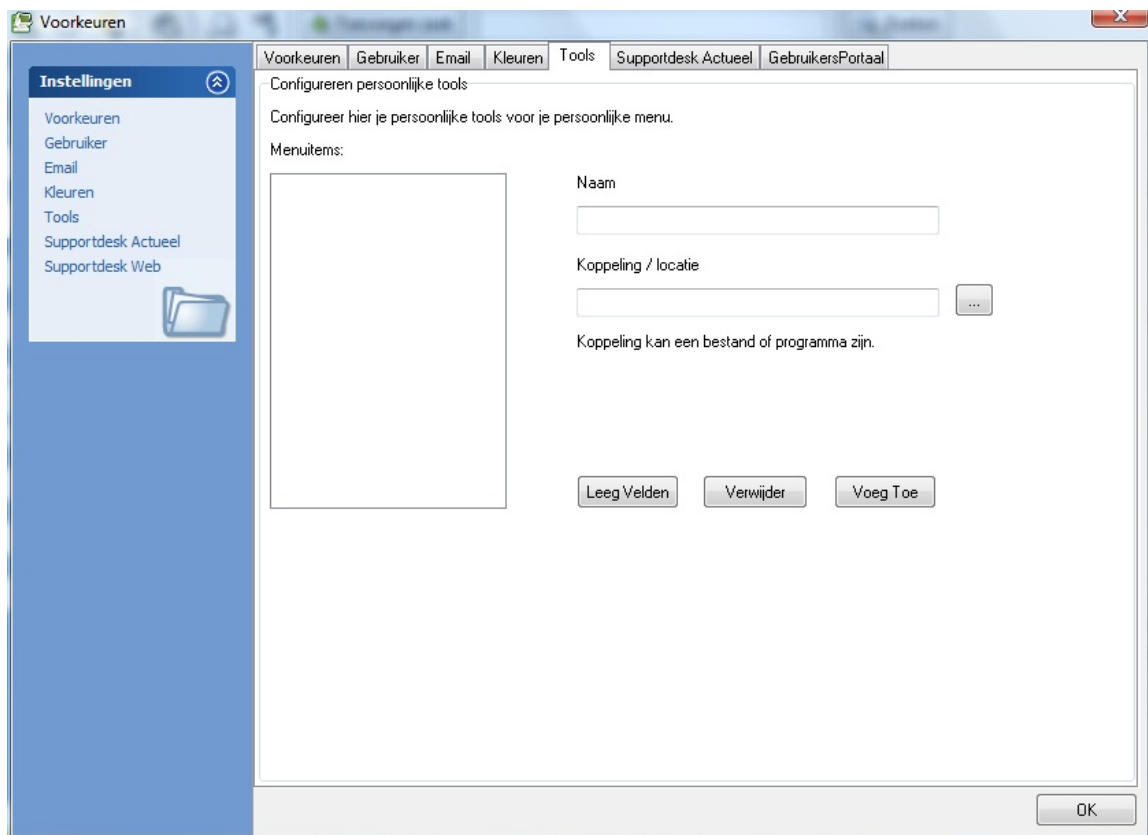 Voorkeuren
Instellingen
Voorkeuren
Gebruiker
Email
Kleuren
Tools
Supportdesk Actueel
Supportdesk Web
Voorkeuren Gebruiker Email Kleuren Tools Supportdesk Actueel GebruikersPortaal
Configureren persoonlijke tools
Configureer hier je persoonlijke tools voor je persoonlijke menu.
Menuitems:
Naam
Koppeling / locatie
...
Koppeling kan een bestand of programma zijn.
Leeg Velden Verwijder Voeg Toe
OK